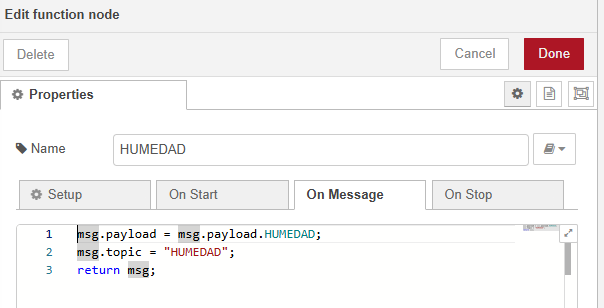 Edit function node
Delete
Cancel
Done
Properties
Name
HUMEDAD
Setup
On Start
On Message
On Stop
1 msg.payload = msg.payload.HUMEDAD;
2 msg.topic = "HUMEDAD";
3 return msg;